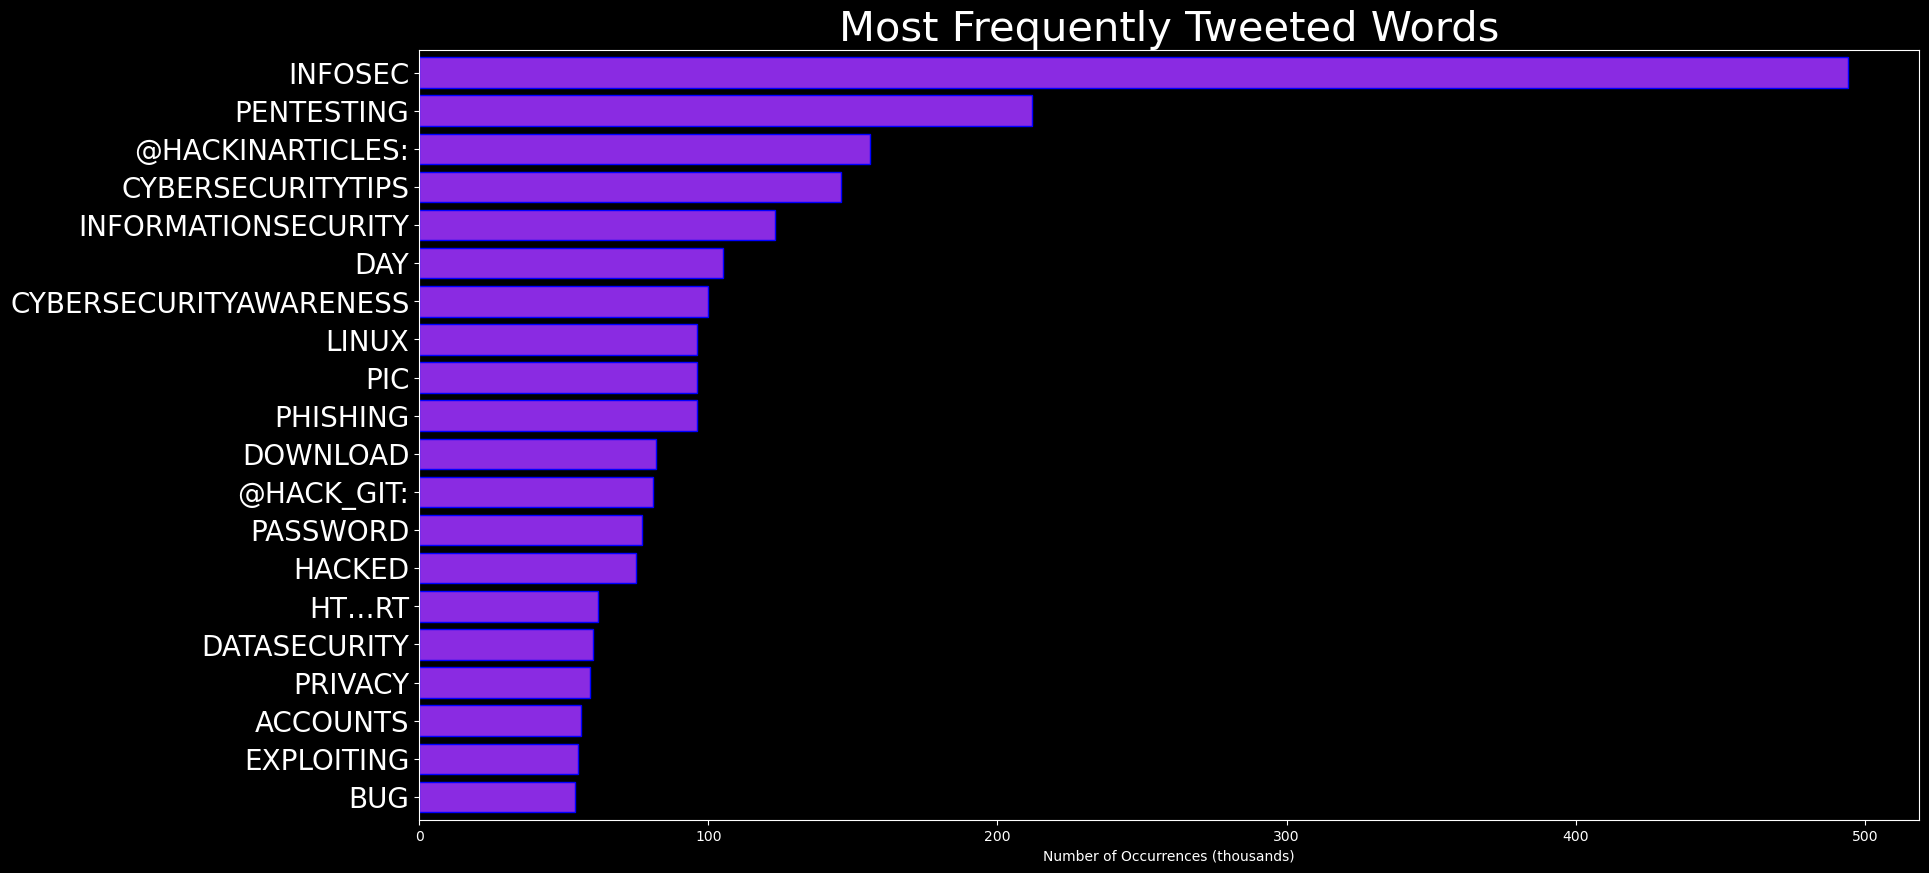 Most Frequently Tweeted Words
INFOSEC
PENTESTING
@HACKINARTICLES:
CYBERSECURITYTIPS
INFORMATIONSECURITY
DAY
CYBERSECURITYAWARENESS
LINUX
PIC
PHISHING
DOWNLOAD
@HACK_GIT:
PASSWORD
HACKED
HT…RT
DATASECURITY
PRIVACY
ACCOUNTS
EXPLOITING
BUG
0 100 200 300 400 500
Number of Occurrences (thousands)